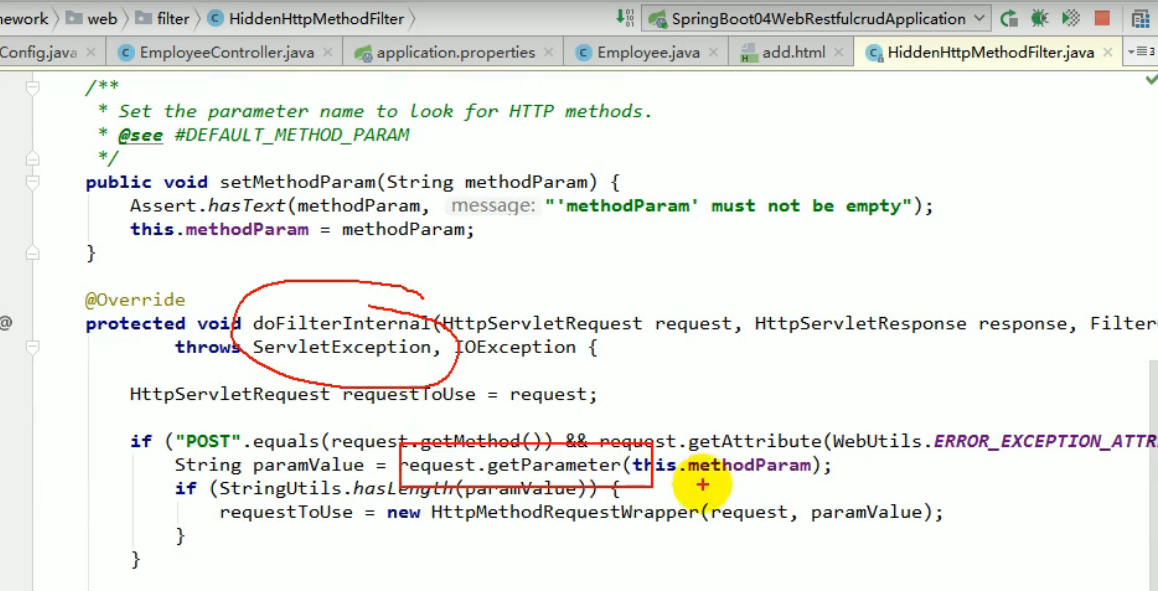 nework web filter HiddenHttpMethodFilter SpringBoot04WebRestfulcrudApplication
Config.java EmployeeController.java application.properties Employee.java add.html HiddenHttpMethodFilter.java
/**
* Set the parameter name to look for HTTP methods.
* @see #DEFAULT_METHOD_PARAM
*/
public void setMethodParam(String methodParam) {
Assert.hasText(methodParam, message: "'methodParam' must not be empty");
this.methodParam = methodParam;
}
@Override
@ protected void doFilterInternal(HttpServletRequest request, HttpServletResponse response, Filter
throws ServletException, IOException {
HttpServletRequest requestToUse = request;
if ("POST".equals(request.getMethod()) && request.getAttribute(WebUtils.ERROR_EXCEPTION_ATTR
String paramValue = request.getParameter(this.methodParam);
if (StringUtils.hasLength(paramValue)) {
requestToUse = new HttpMethodRequestWrapper(request, paramValue);
}
}